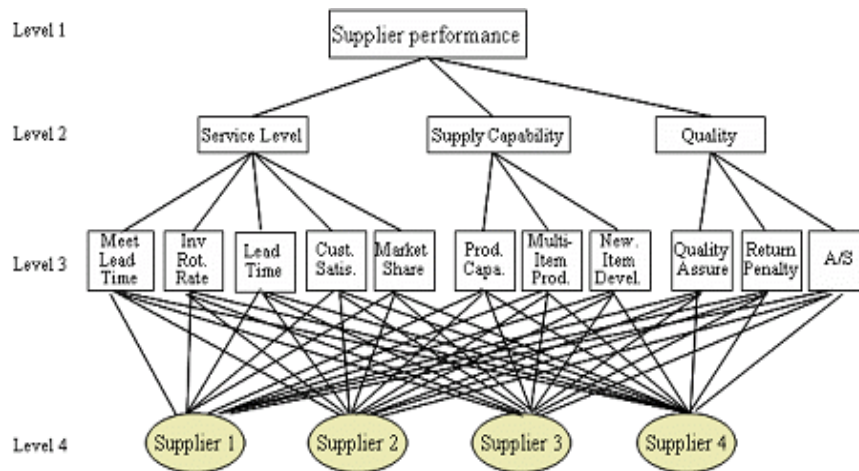 Level 1
Supplier performance
Level 2
Service Level
Supply Capability
Quality
Level 3
Meet
Lead
Time
Inv
Rot.
Rate
Lead
Time
Cust.
Satis.
Market
Share
Prod.
Capa.
Multi-
Item
Prod.
New.
Item
Devel.
Quality
Assure
Return
Penalty
A/S
Level 4
Supplier 1
Supplier 2
Supplier 3
Supplier 4